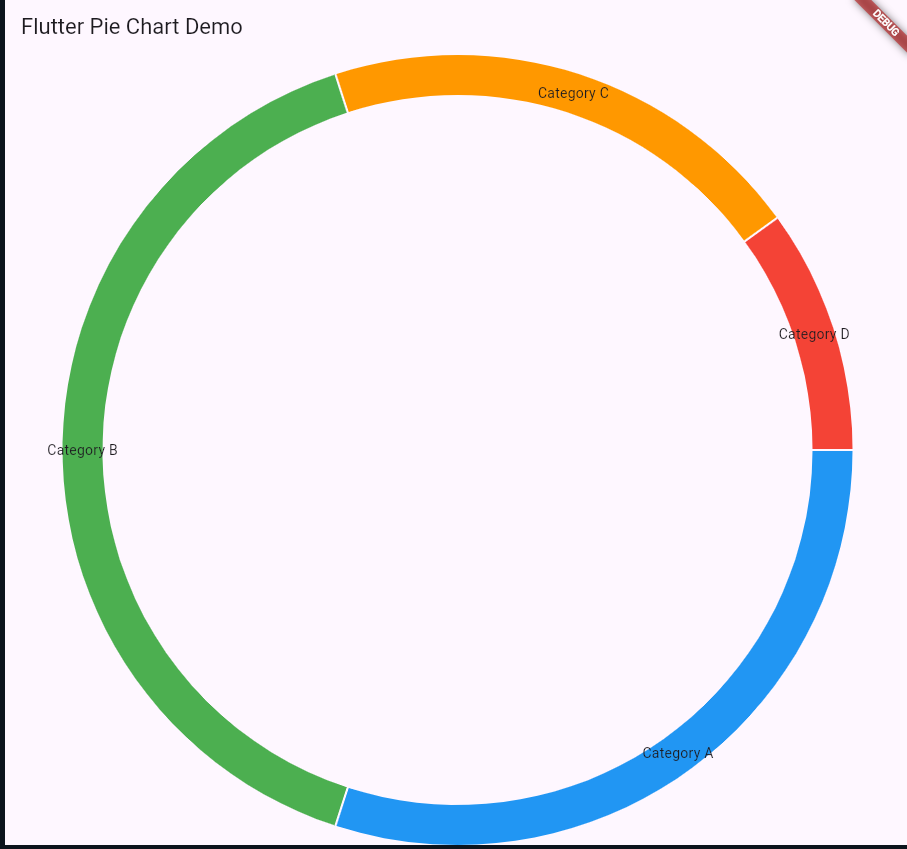 Flutter Pie Chart Demo
DEBUG
Category C
Category D
Category B
Category A